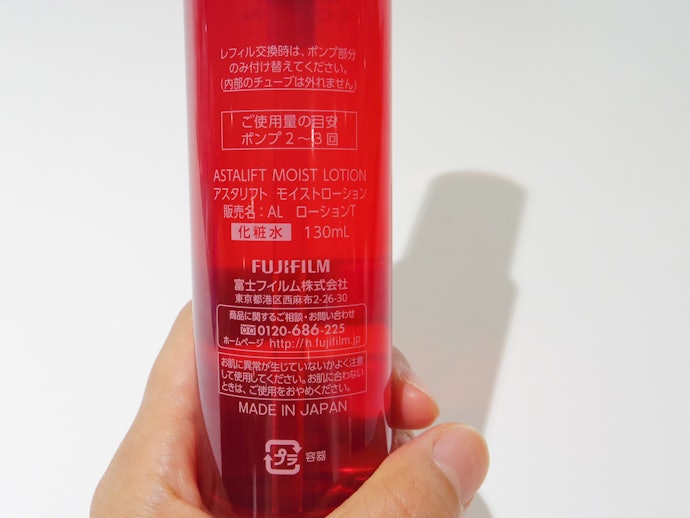 レフィル交換時は、ポンプ部分
のみ付け替えてください。
(内部のチューブは外れません)
ご使用量の目安
ポンプ2～3回
ASTALIFT MOIST LOTION
アスタリフト モイストローション
販売名：AL ローションT
化粧水 130mL
FUJIFILM
富士フイルム株式会社
東京都港区西麻布2-26-30
商品に関するご相談・お問い合わせ
0120-686-225
ホームページ http://h.fujifilm.jp
お肌に異常が生じていないかよく注意
して使用してください。お肌に合わない
ときは、ご使用をおやめください。
MADE IN JAPAN
プラ 容器